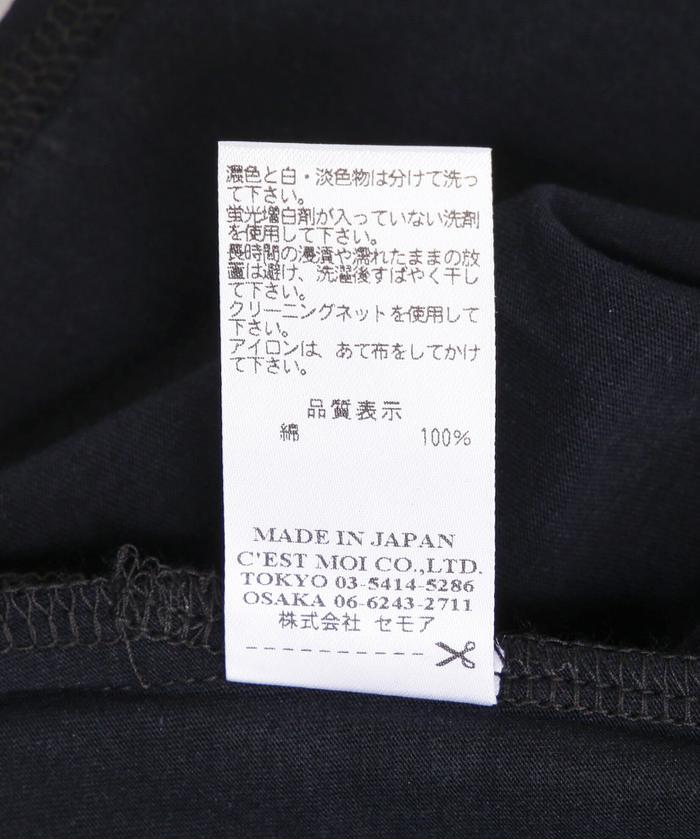 濃色と白・淡色物は分けて洗っ
て下さい。
蛍光増白剤が入っていない洗剤
を使用して下さい。
長時間の浸漬や濡れたままの放
置は避け、洗濯後すばやく干し
て下さい。
クリーニングネットを使用して
下さい。
アイロンは、あて布をしてかけ
て下さい。
品質表示
綿 100%
MADE IN JAPAN
C'EST MOI CO.,LTD.
TOKYO 03-5414-5286
OSAKA 06-6243-2711
株式会社 セモア